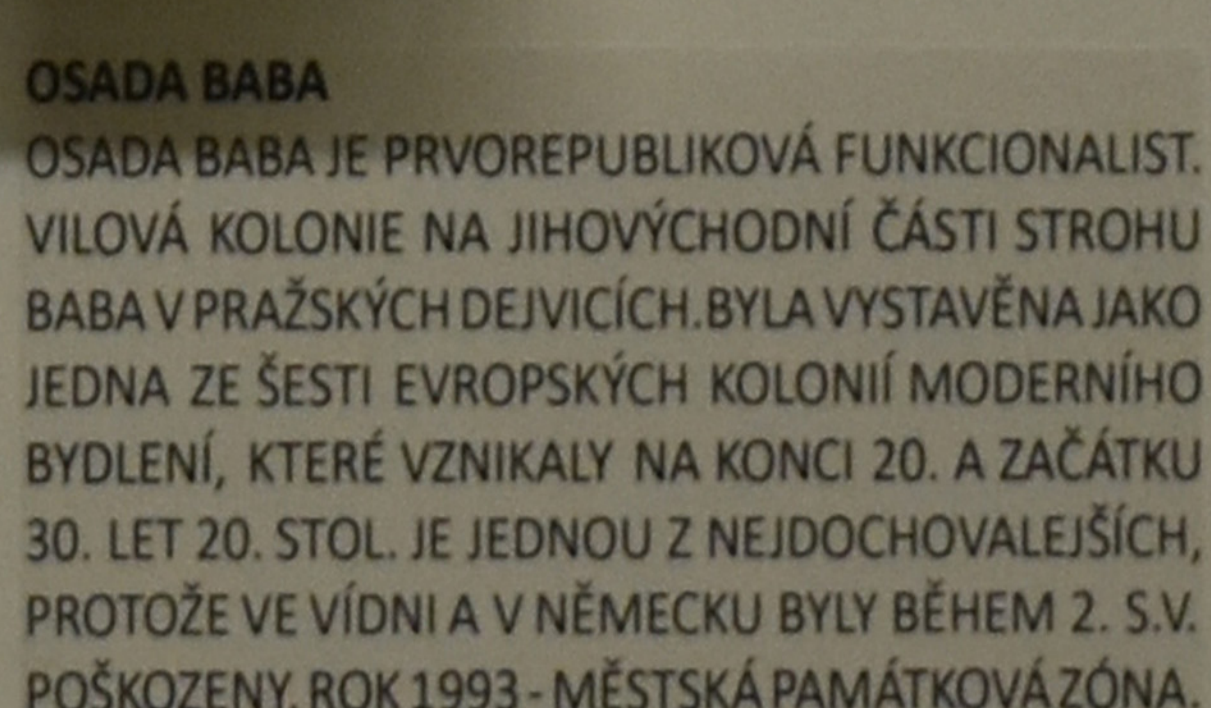 OSADA BABA
OSADA BABA JE PRVOREPUBLIKOVÁ FUNKCIONALIST.
VILOVÁ KOLONIE NA JIHOVÝCHODNÍ ČÁSTI STROHU
BABA V PRAŽSKÝCH DEJVICÍCH.BYLA VYSTAVĚNA JAKO
JEDNA ZE ŠESTI EVROPSKÝCH KOLONIÍ MODERNÍHO
BYDLENÍ, KTERÉ VZNIKALY NA KONCI 20. A ZAČÁTKU
30. LET 20. STOL. JE JEDNOU Z NEJDOCHOVALEJŠÍCH,
PROTOŽE VE VÍDNI A V NĚMECKU BYLY BĚHEM 2. S.V.
POŠKOZENY. ROK 1993 - MĚSTSKÁ PAMÁTKOVÁ ZÓNA.